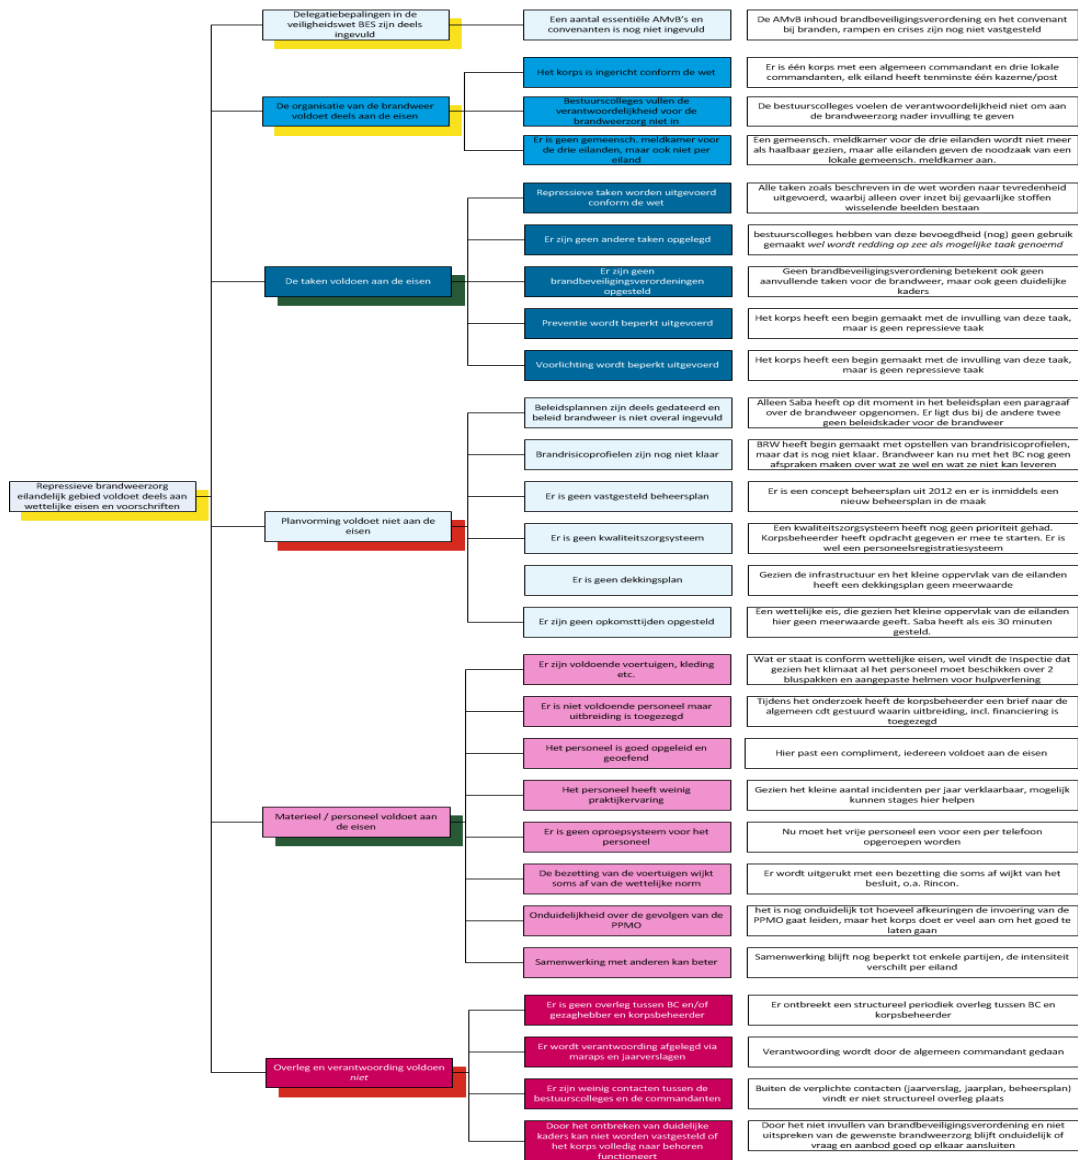 Delegatiebepalingen in de
veiligheidswet BES zijn deels
ingevuld
Een aantal essentiële AMvB's en
convenanten is nog niet ingevuld
De AMvB inhoud brandbeveiligingsverordening en het convenant
bij branden, rampen en crises zijn nog niet vastgesteld
De organisatie van de brandweer
voldoet deels aan de eisen
Het korps is ingericht conform de wet
Er is één korps met een algemeen commandant en drie lokale
commandanten, elk eiland heeft tenminste één kazerne/post
Bestuurscolleges vullen de
verantwoordelijkheid voor de
brandweerzorg niet in
De bestuurscolleges voelen de verantwoordelijkheid niet om aan
de brandweerzorg nader invulling te geven
Er is geen gemeensch. meldkamer voor
de drie eilanden, maar ook niet per
eiland
Een gemeensch. meldkamer voor de drie eilanden wordt niet meer
als haalbaar gezien, maar alle eilanden geven de noodzaak van een
lokale gemeensch. meldkamer aan.
De taken voldoen aan de eisen
Repressieve taken worden uitgevoerd
conform de wet
Alle taken zoals beschreven in de wet worden naar tevredenheid
uitgevoerd, waarbij alleen over inzet bij gevaarlijke stoffen
wisselende beelden bestaan
Er zijn geen andere taken opgelegd
bestuurscolleges hebben van deze bevoegdheid (nog) geen gebruik
gemaakt wel wordt redding op zee als mogelijke taak genoemd
Er zijn geen
brandbeveiligingsverordeningen
opgesteld
Geen brandbeveiligingsverordening betekent ook geen
aanvullende taken voor de brandweer, maar ook geen duidelijke
kaders
Preventie wordt beperkt uitgevoerd
Het korps heeft een begin gemaakt met de invulling van deze taak,
maar is geen repressieve taak
Voorlichting wordt beperkt uitgevoerd
Het korps heeft een begin gemaakt met de invulling van deze taak,
maar is geen repressieve taak
Repressieve brandweerzorg
eilandelijk gebied voldoet deels aan
wettelijke eisen en voorschriften
Planvorming voldoet niet aan de
eisen
Beleidsplannen zijn deels gedateerd en
beleid brandweer is niet overal ingevuld
Alleen Saba heeft op dit moment in het beleidsplan een paragraaf
over de brandweer opgenomen. Er ligt dus bij de andere twee
geen beleidskader voor de brandweer
Brandrisicoprofielen zijn nog niet klaar
BRW heeft begin gemaakt met opstellen van brandrisicoprofielen,
maar dat is nog niet klaar. Brandweer kan nu met het BC nog geen
afspraken maken over wat ze wel en wat ze niet kan leveren
Er is geen vastgesteld beheersplan
Er is een concept beheersplan uit 2012 en er is inmiddels een
nieuw beheersplan in de maak
Er is geen kwaliteitszorgsysteem
Een kwaliteitszorgsysteem heeft nog geen prioriteit gehad.
Korpsbeheerder heeft opdracht gegeven er mee te starten. Er is
wel een personeelsregistratiesysteem
Er is geen dekkingsplan
Gezien de infrastructuur en het kleine oppervlak van de eilanden
heeft een dekkingsplan geen meerwaarde
Er zijn geen opkomsttijden opgesteld
Een wettelijke eis, die gezien het kleine oppervlak van de eilanden
hier geen meerwaarde geeft. Saba heeft als eis 30 minuten
gesteld.
Materieel / personeel voldoet aan
de eisen
Er zijn voldoende voertuigen, kleding
etc.
Wat er staat is conform wettelijke eisen, wel vindt de Inspectie dat
gezien het klimaat al het personeel moet beschikken over 2
bluspakken en aangepaste helmen voor hulpverlening
Er is niet voldoende personeel maar
uitbreiding is toegezegd
Tijdens het onderzoek heeft de korpsbeheerder een brief naar de
algemeen cdt gestuurd waarin uitbreiding, incl. financiering is
toegezegd
Het personeel is goed opgeleid en
geoefend
Hier past een compliment, iedereen voldoet aan de eisen
Het personeel heeft weinig
praktijkervaring
Gezien het kleine aantal incidenten per jaar verklaarbaar, mogelijk
kunnen stages hier helpen
Er is geen oproepsysteem voor het
personeel
Nu moet het vrije personeel een voor een per telefoon
opgeroepen worden
De bezetting van de voertuigen wijkt
soms af van de wettelijke norm
Er wordt uitgerukt met een bezetting die soms af wijkt van het
besluit, o.a. Rincon.
Onduidelijkheid over de gevolgen van de
PPMO
het is nog onduidelijk tot hoeveel afkeuringen de invoering van de
PPMO gaat leiden, maar het korps doet er veel aan om het goed te
laten gaan
Samenwerking met anderen kan beter
Samenwerking blijft nog beperkt tot enkele partijen, de intensiteit
verschilt per eiland
Overleg en verantwoording voldoen
niet
Er is geen overleg tussen BC en/of
gezaghebber en korpsbeheerder
Er ontbreekt een structureel periodiek overleg tussen BC en
korpsbeheerder
Er wordt verantwoording afgelegd via
maraps en jaarverslagen
Verantwoording wordt door de algemeen commandant gedaan
Er zijn weinig contacten tussen de
bestuurscolleges en de commandanten
Buiten de verplichte contacten (jaarverslag, jaarplan, beheersplan)
vindt er niet structureel overleg plaats
Door het ontbreken van duidelijke
kaders kan niet worden vastgesteld of
het korps volledig naar behoren
functioneert
Door het niet invullen van brandbeveiligingsverordening en niet
uitspreken van de gewenste brandweerzorg blijft onduidelijk of
vraag en aanbod goed op elkaar aansluiten